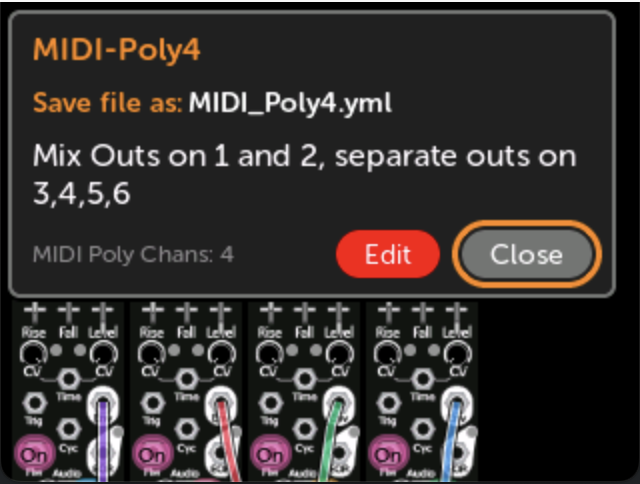 MIDI-Poly4
Save file as: MIDI_Poly4.yml
Mix Outs on 1 and 2, separate outs on
3,4,5,6
MIDI Poly Chans: 4
Edit Close
Rise Fall Level Rise Fall Level Rise Fall Level Rise Fall Level
CV CV CV CV CV CV CV CV
Time Time Time Time
Trig Trig Trig Trig
Cyc Cyc Cyc Cyc
On On On On
Audio Audio Audio Audio